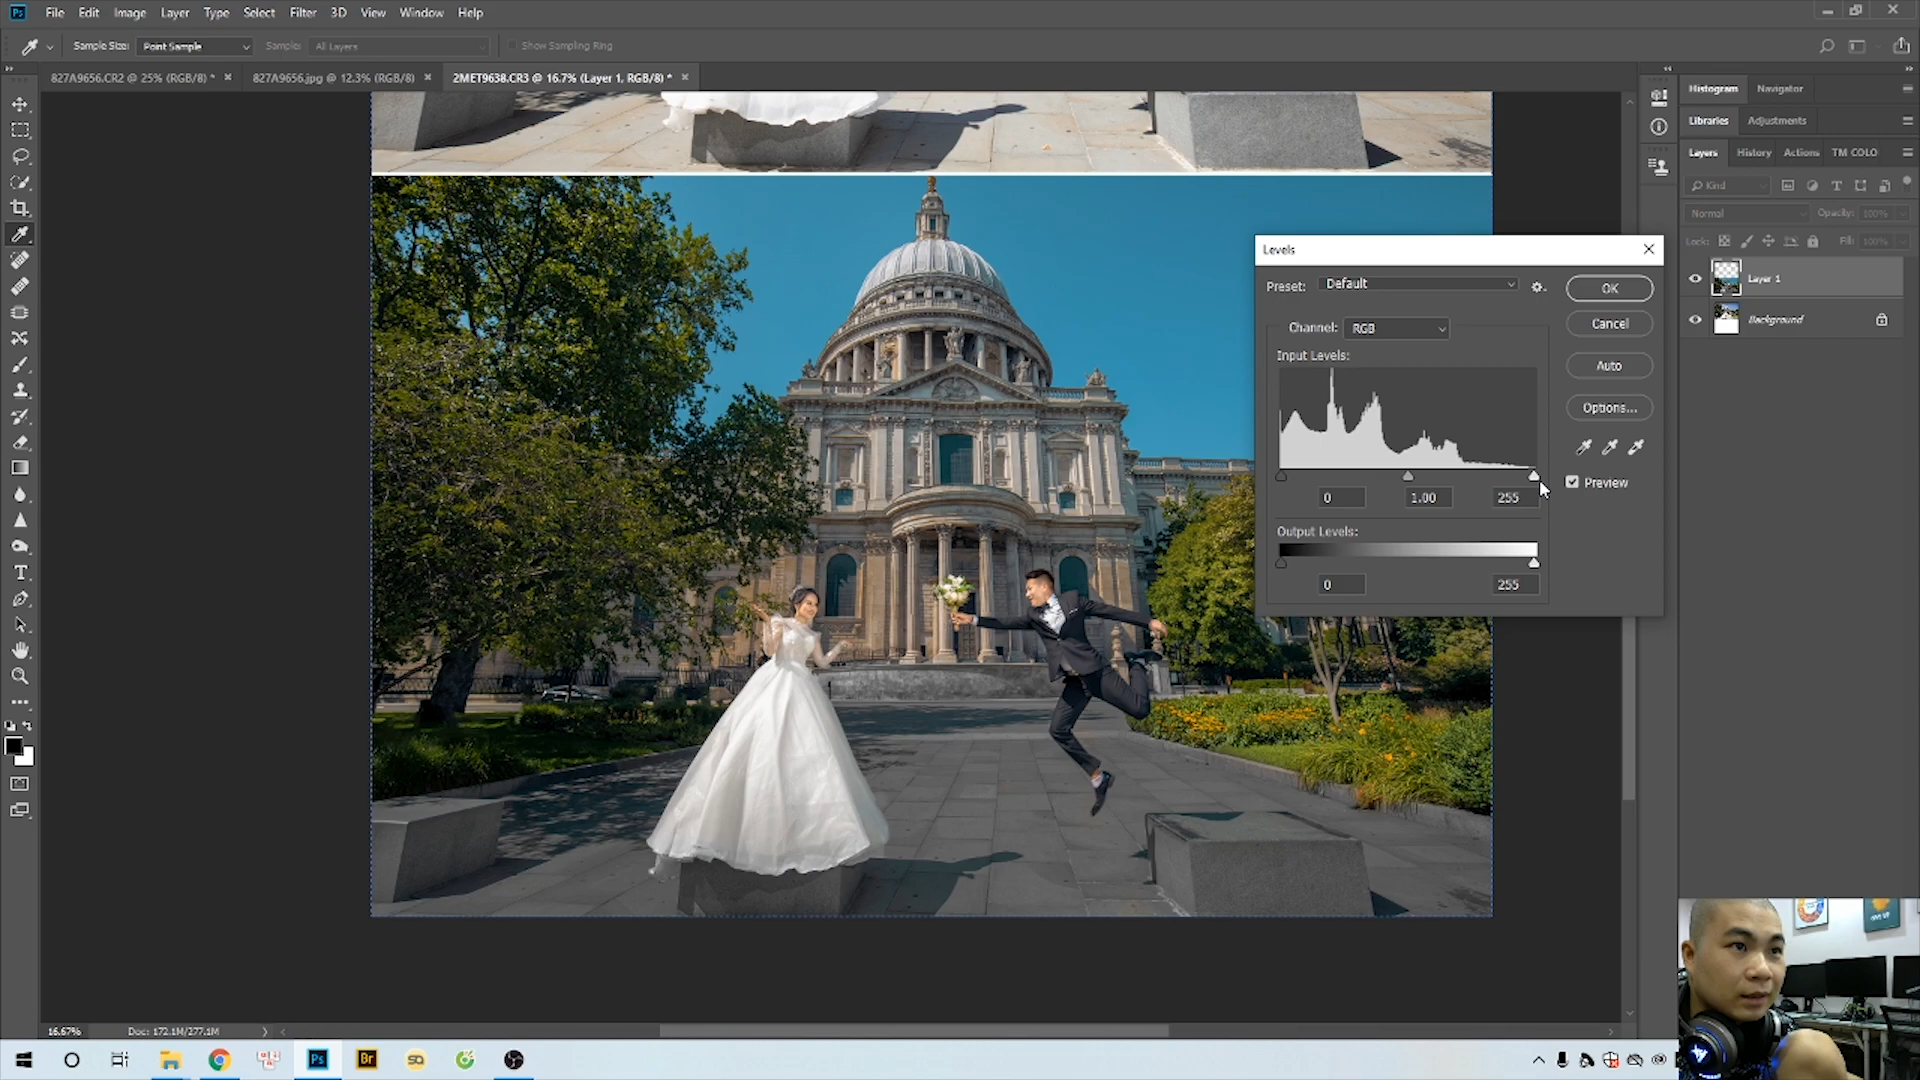 Ps File Edit Image Layer Type Select Filter 3D View Window Help
Sample Size: Point Sample Sample: All Layers Show Sampling Ring
827A9656.CR2 @ 25% (RGB/8) * × 827A9656.jpg @ 12.3% (RGB/8) × 2MET9638.CR3 @ 16.7% (Layer 1, RGB/8) * ×
Histogram Navigator
Libraries Adjustments
Layers History Actions TM COLO
Kind
Normal Opacity: 100%
Lock: Fill: 100%
Layer 1
Background
Levels
Preset: Default
OK
Channel: RGB
Cancel
Input Levels:
Auto
Options...
Preview
0 1.00 255
Output Levels:
0 255
T
16.67% Doc: 172.1M/277.1M
Ps Br